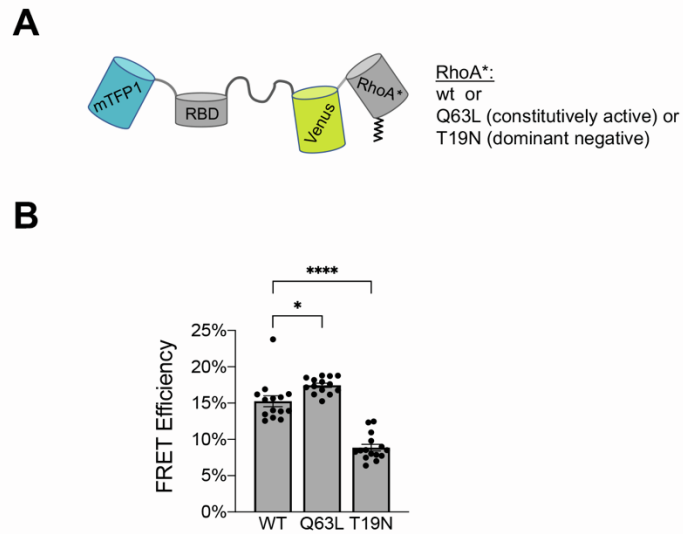 A
mTFP1
RBD
Venus
RhoA*
RhoA*:
wt or
Q63L (constitutively active) or
T19N (dominant negative)
B
****
*
FRET Efficiency
25%
20%
15%
10%
5%
0%
WT Q63L T19N